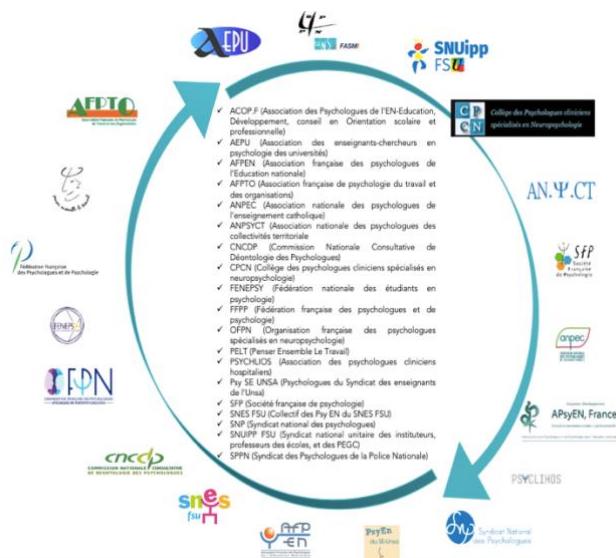 AEPU
FASMI
SNUipp
FSU
AFPTO
CPCN
Collège des Psychologues cliniciens
spécialisés en Neuropsychologie
✓ ACOP.F (Association des Psychologues de l'EN-Education,
Développement, conseil en Orientation scolaire et
professionnelle)
✓ AEPU (Association des enseignants-chercheurs en
psychologie des universités)
✓ AFPEN (Association française des psychologues de
l'Education nationale)
✓ AFPTO (Association française de psychologie du travail et
des organisations)
✓ ANPEC (Association nationale des psychologues de
l'enseignement catholique)
✓ ANPSYCT (Association nationale des psychologues des
collectivités territoriale
✓ CNCDP (Commission Nationale Consultative de
Déontologie des Psychologues)
✓ CPCN (Collège des psychologues cliniciens spécialisés en
neuropsychologie)
✓ FENEPSY (Fédération nationale des étudiants en
psychologie)
✓ FFPP (Fédération française des psychologues et de
psychologie)
✓ OFPN (Organisation française des psychologues
spécialisés en neuropsychologie)
✓ PELT (Penser Ensemble Le Travail)
✓ PSYCHLIOS (Association des psychologues cliniciens
hospitaliers)
✓ Psy SE UNSA (Psychologues du Syndicat des enseignants
de l'Unsa)
✓ SFP (Société française de psychologie)
✓ SNES FSU (Collectif des Psy EN du SNES FSU)
✓ SNP (Syndicat national des psychologues)
✓ SNUIPP FSU (Syndicat national unitaire des instituteurs,
professeurs des écoles, et des PEGC)
✓ SPPN (Syndicat des Psychologues de la Police Nationale)
AN.Ψ.CT
SFP
Société
Française
de Psychologie
anpec
APsyEN, France
PSYCLIHOS
Fédération Française
des Psychologues et de Psychologie
FENEPSY
OFPN
cncdp
COMMISSION NATIONALE CONSULTATIVE
DE DEONTOLOGIE DES PSYCHOLOGUES
snes
fsu
AFP
EN
PsyEn
du SE-Unsa
snp
Syndicat National
des Psychologues